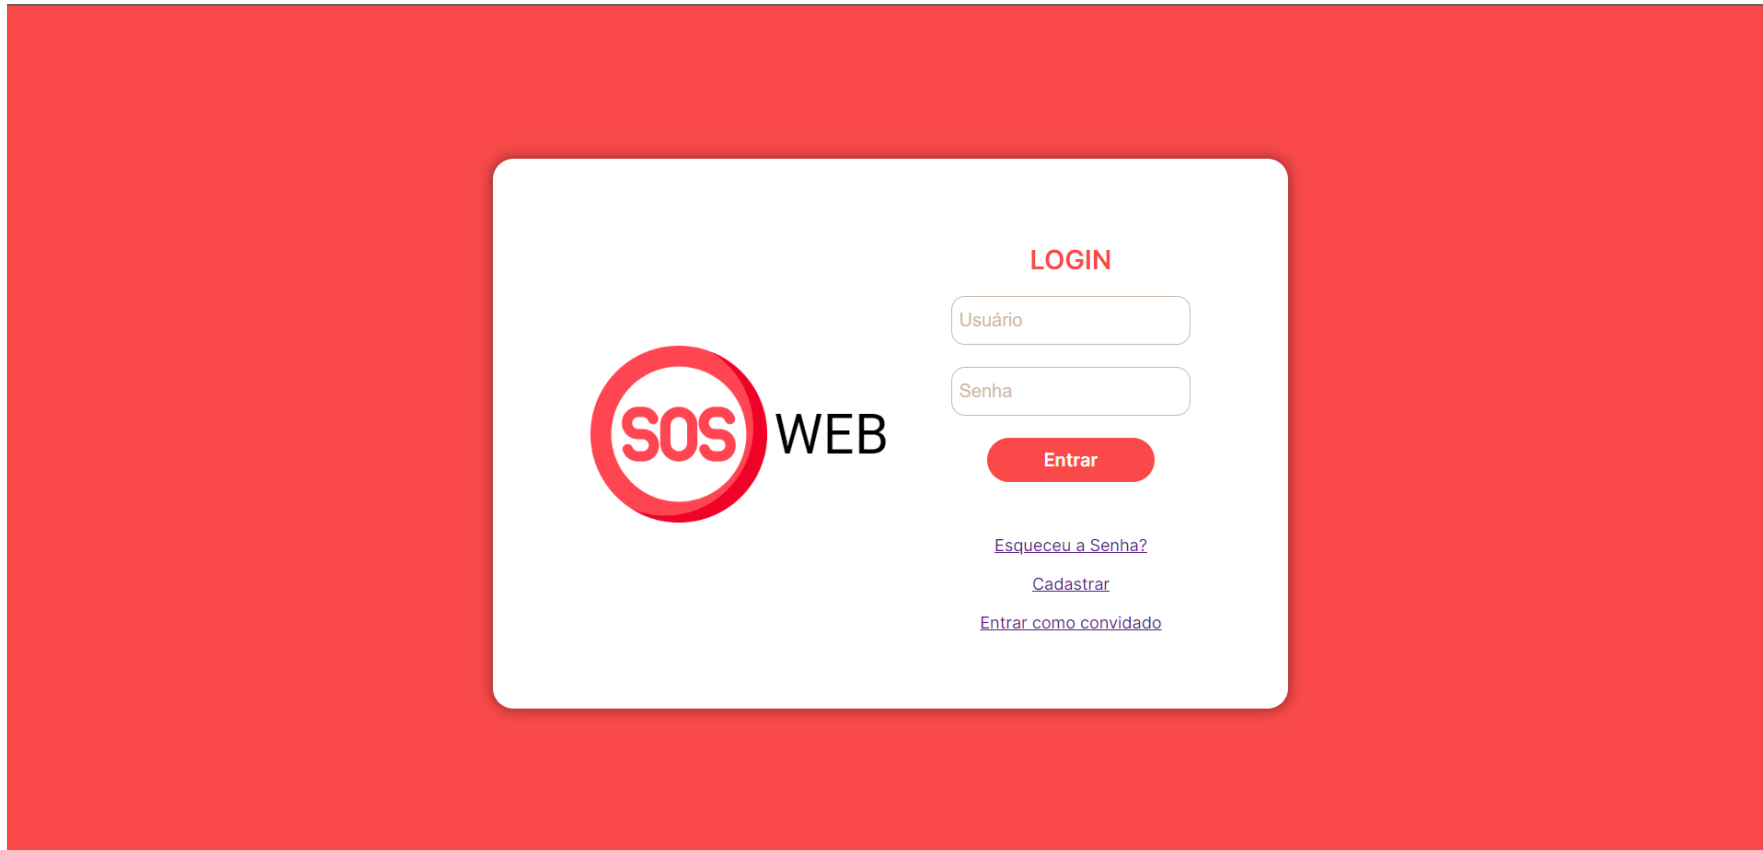 SOS WEB
LOGIN
Usuário
Senha
Entrar
Esqueceu a Senha?
Cadastrar
Entrar como convidado